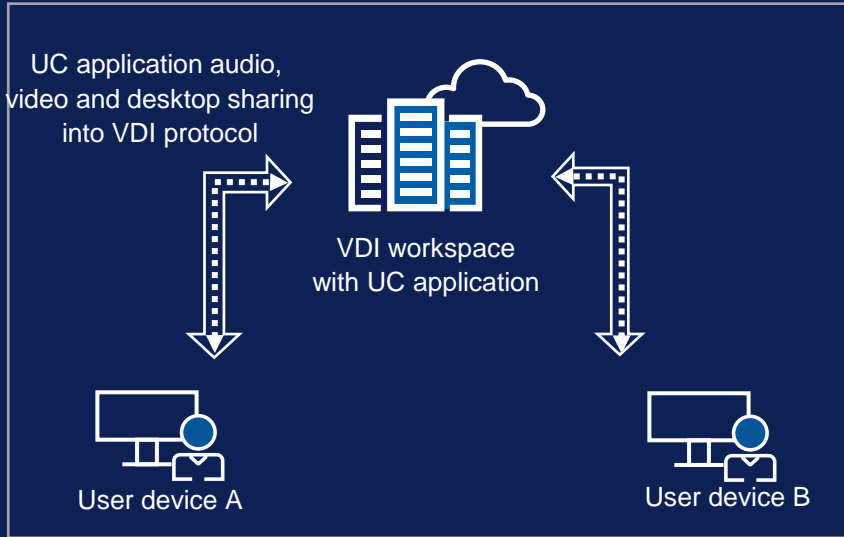 UC application audio,
video and desktop sharing
into VDI protocol
VDI workspace
with UC application
User device A
User device B